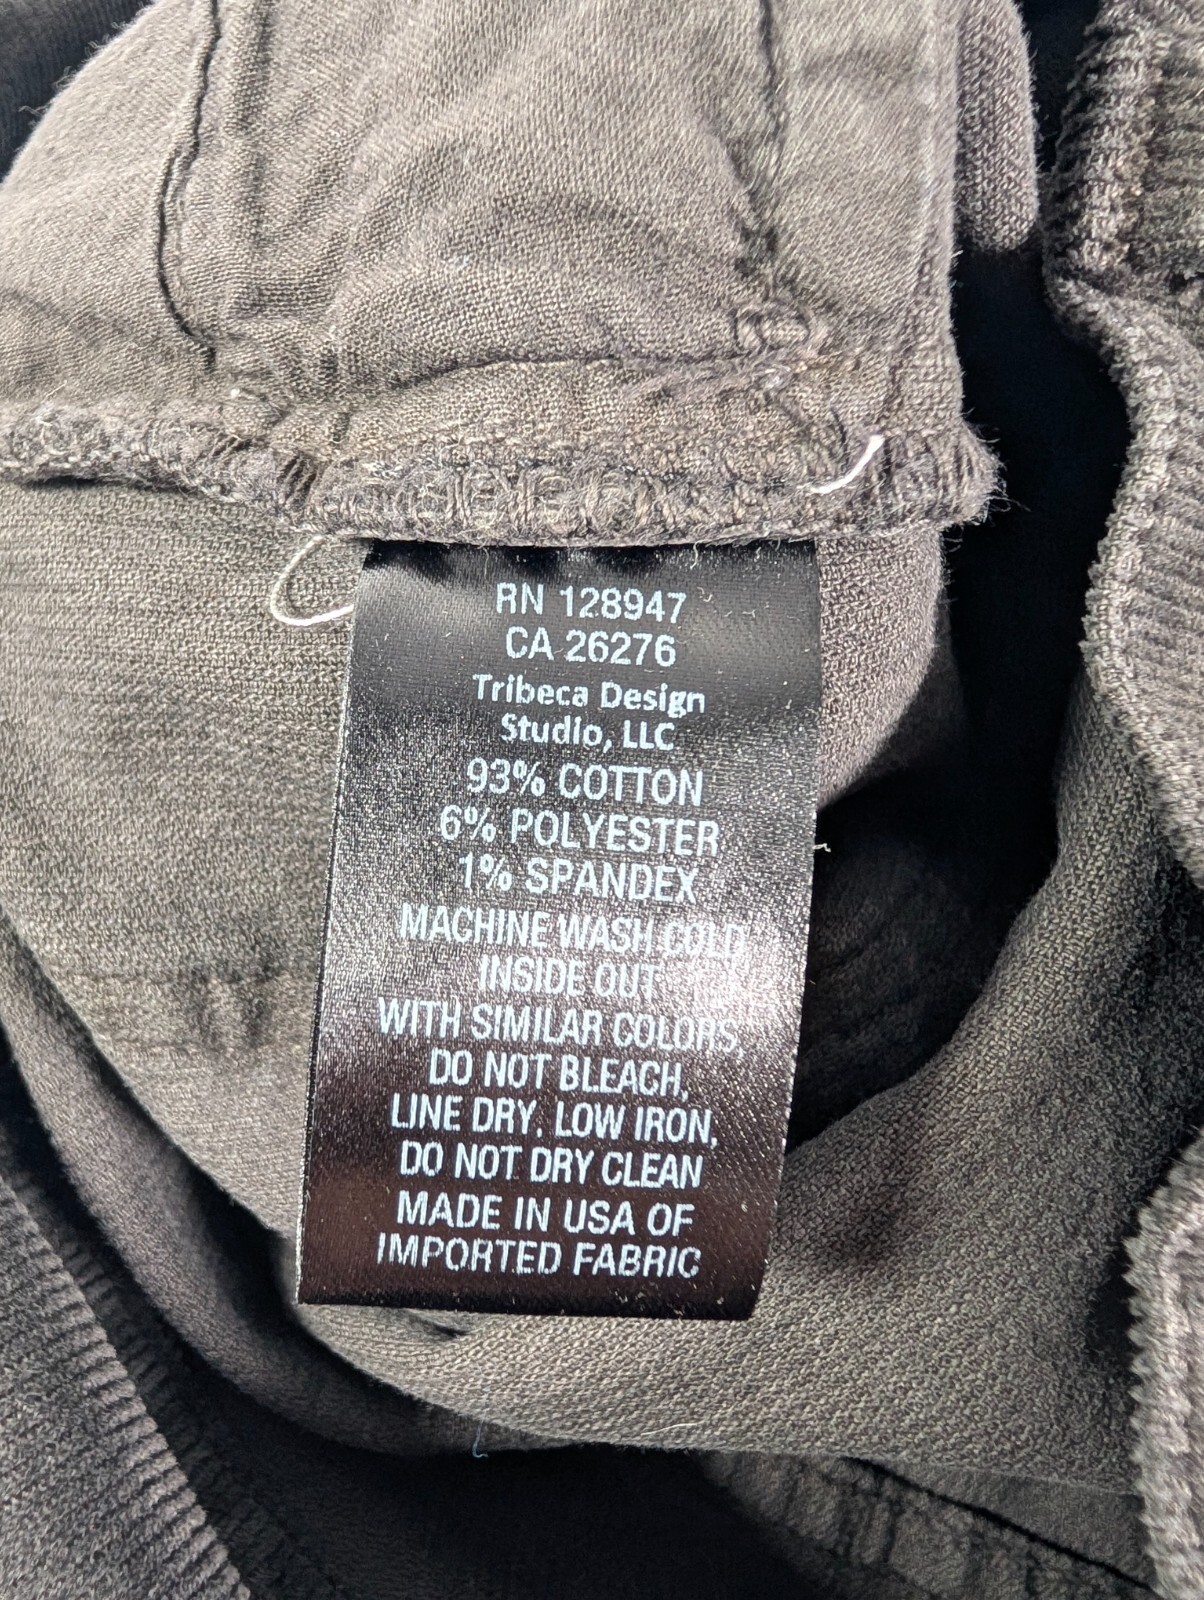 RN 128947
CA 26276
Tribeca Design
Studio, LLC
93% COTTON
6% POLYESTER
1% SPANDEX
MACHINE WASH COLD
INSIDE OUT
WITH SIMILAR COLORS,
DO NOT BLEACH,
LINE DRY. LOW IRON,
DO NOT DRY CLEAN
MADE IN USA OF
IMPORTED FABRIC